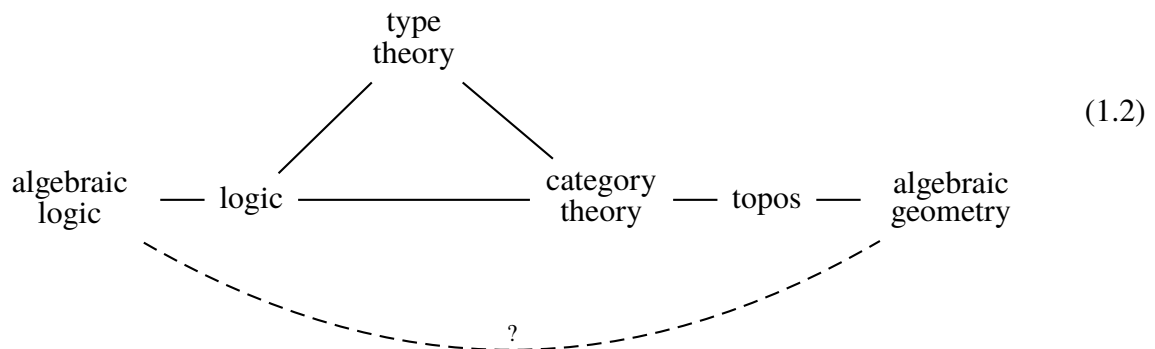 type
theory
(1.2)
algebraic
logic
logic
category
theory
topos
algebraic
geometry
?